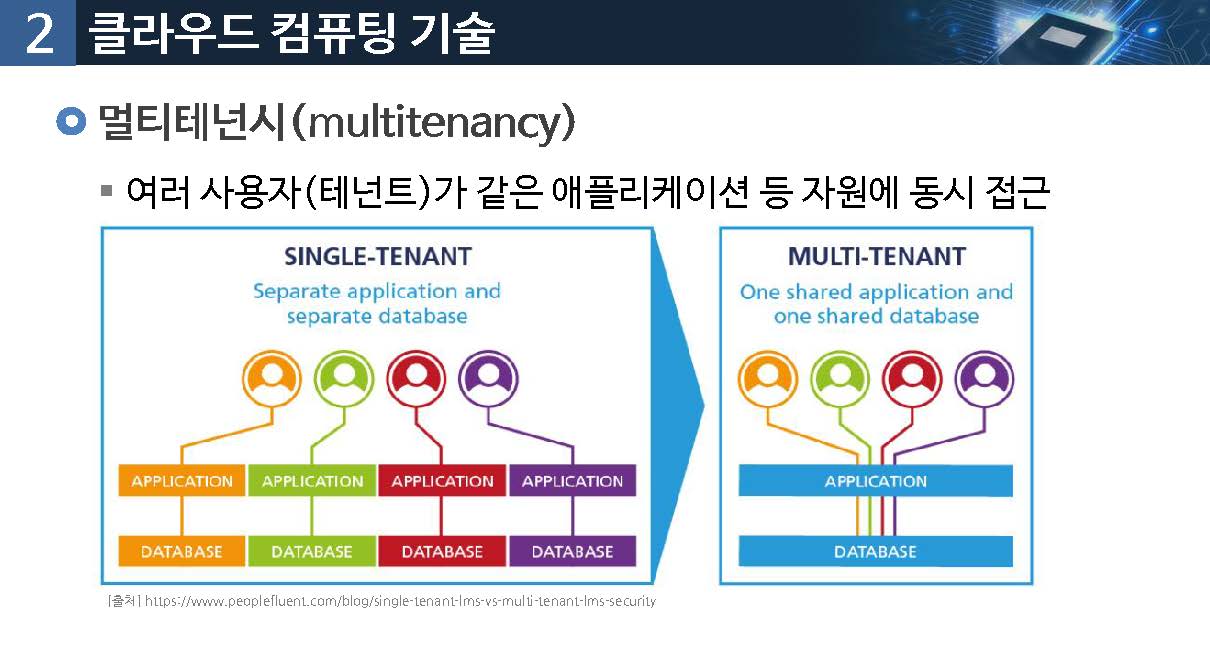 2 클라우드 컴퓨팅 기술
멀티테넌시(multitenancy)
여러 사용자(테넌트)가 같은 애플리케이션 등 자원에 동시 접근
SINGLE-TENANT
Separate application and
separate database
APPLICATION APPLICATION APPLICATION APPLICATION
DATABASE DATABASE DATABASE DATABASE
MULTI-TENANT
One shared application and
one shared database
APPLICATION
DATABASE
[출처] https://www.peoplefluent.com/blog/single-tenant-lms-vs-multi-tenant-lms-security